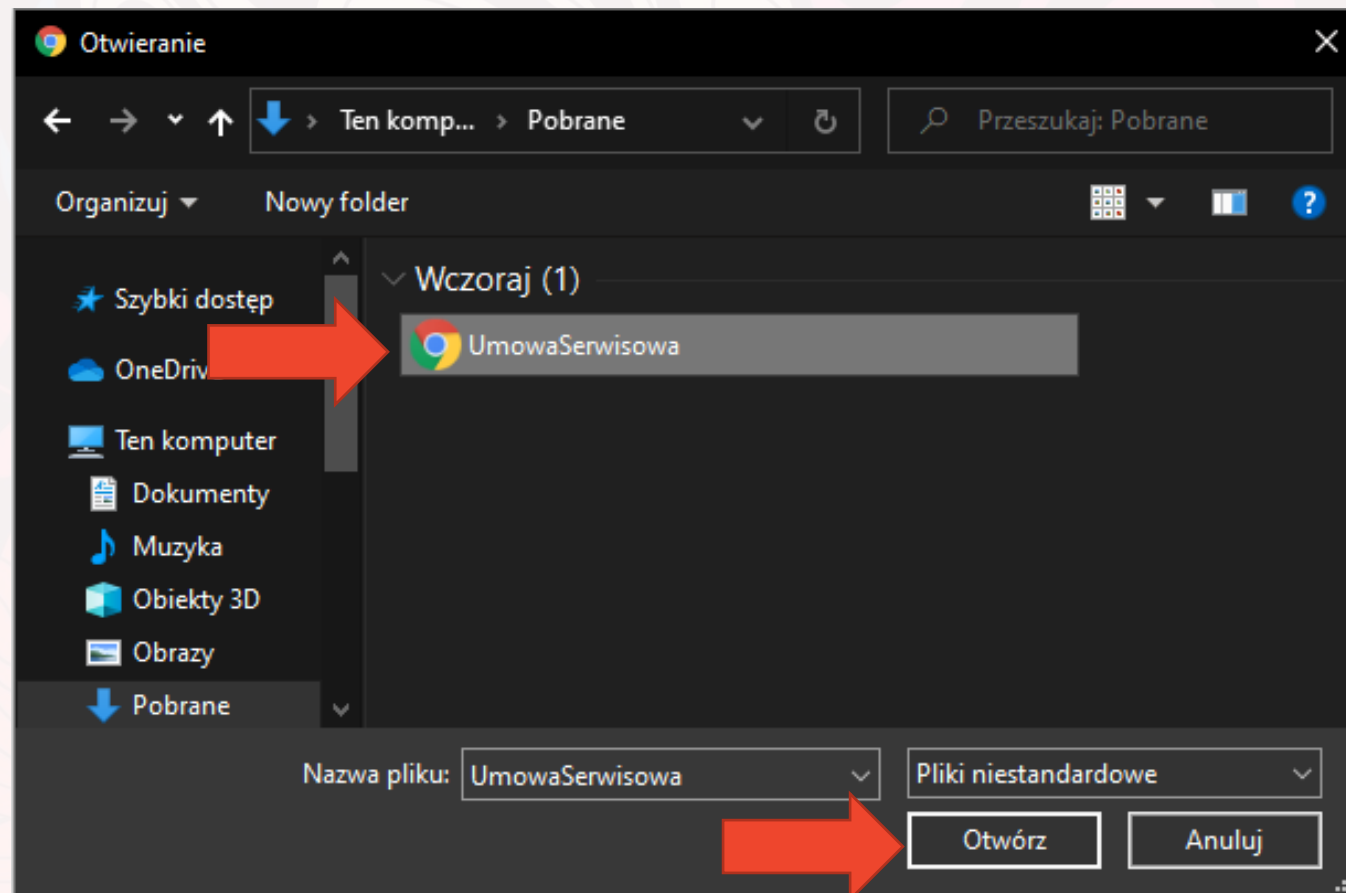 Otwieranie
Ten komp... > Pobrane
Przeszukaj: Pobrane
Organizuj
Nowy folder
Szybki dostęp
OneDriv
Ten komputer
Dokumenty
Muzyka
Obiekty 3D
Obrazy
Pobrane
Wczoraj (1)
UmowaSerwisowa
Nazwa pliku:
UmowaSerwisowa
Pliki niestandardowe
Otwórz
Anuluj